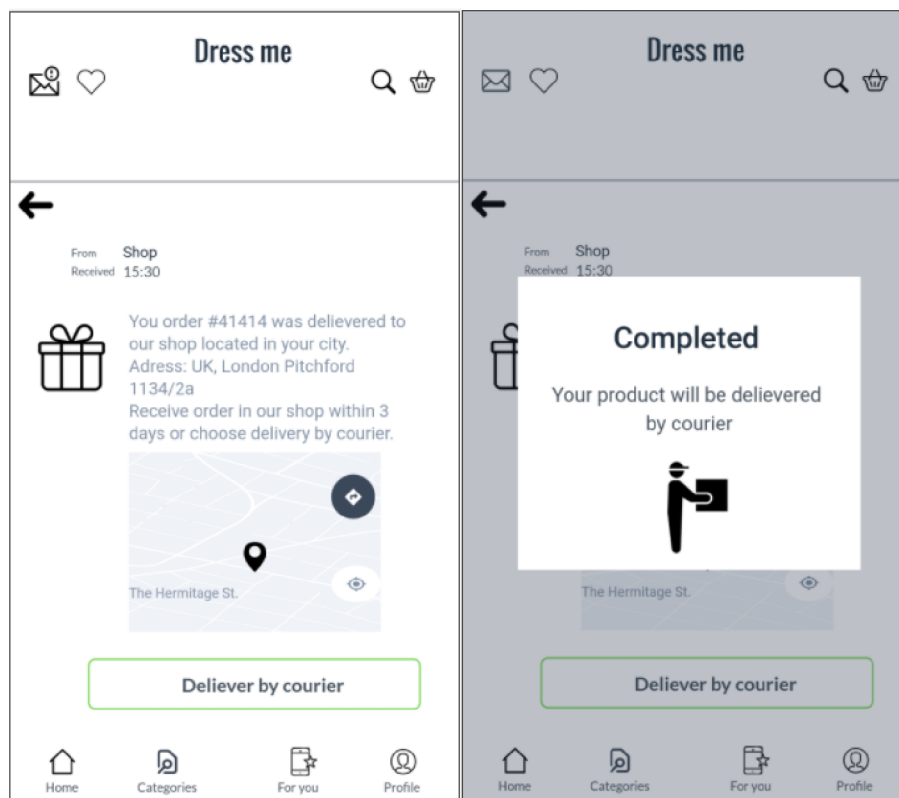 Dress me
From Shop
Received 15:30
You order #41414 was delievered to
our shop located in your city.
Adress: UK, London Pitchford
1134/2a
Receive order in our shop within 3
days or choose delivery by courier.
The Hermitage St.
Deliever by courier
Home Categories For you Profile
Dress me
From Shop
Received 15:30
Completed
Your product will be delievered
by courier
The Hermitage St.
Deliever by courier
Home Categories For you Profile